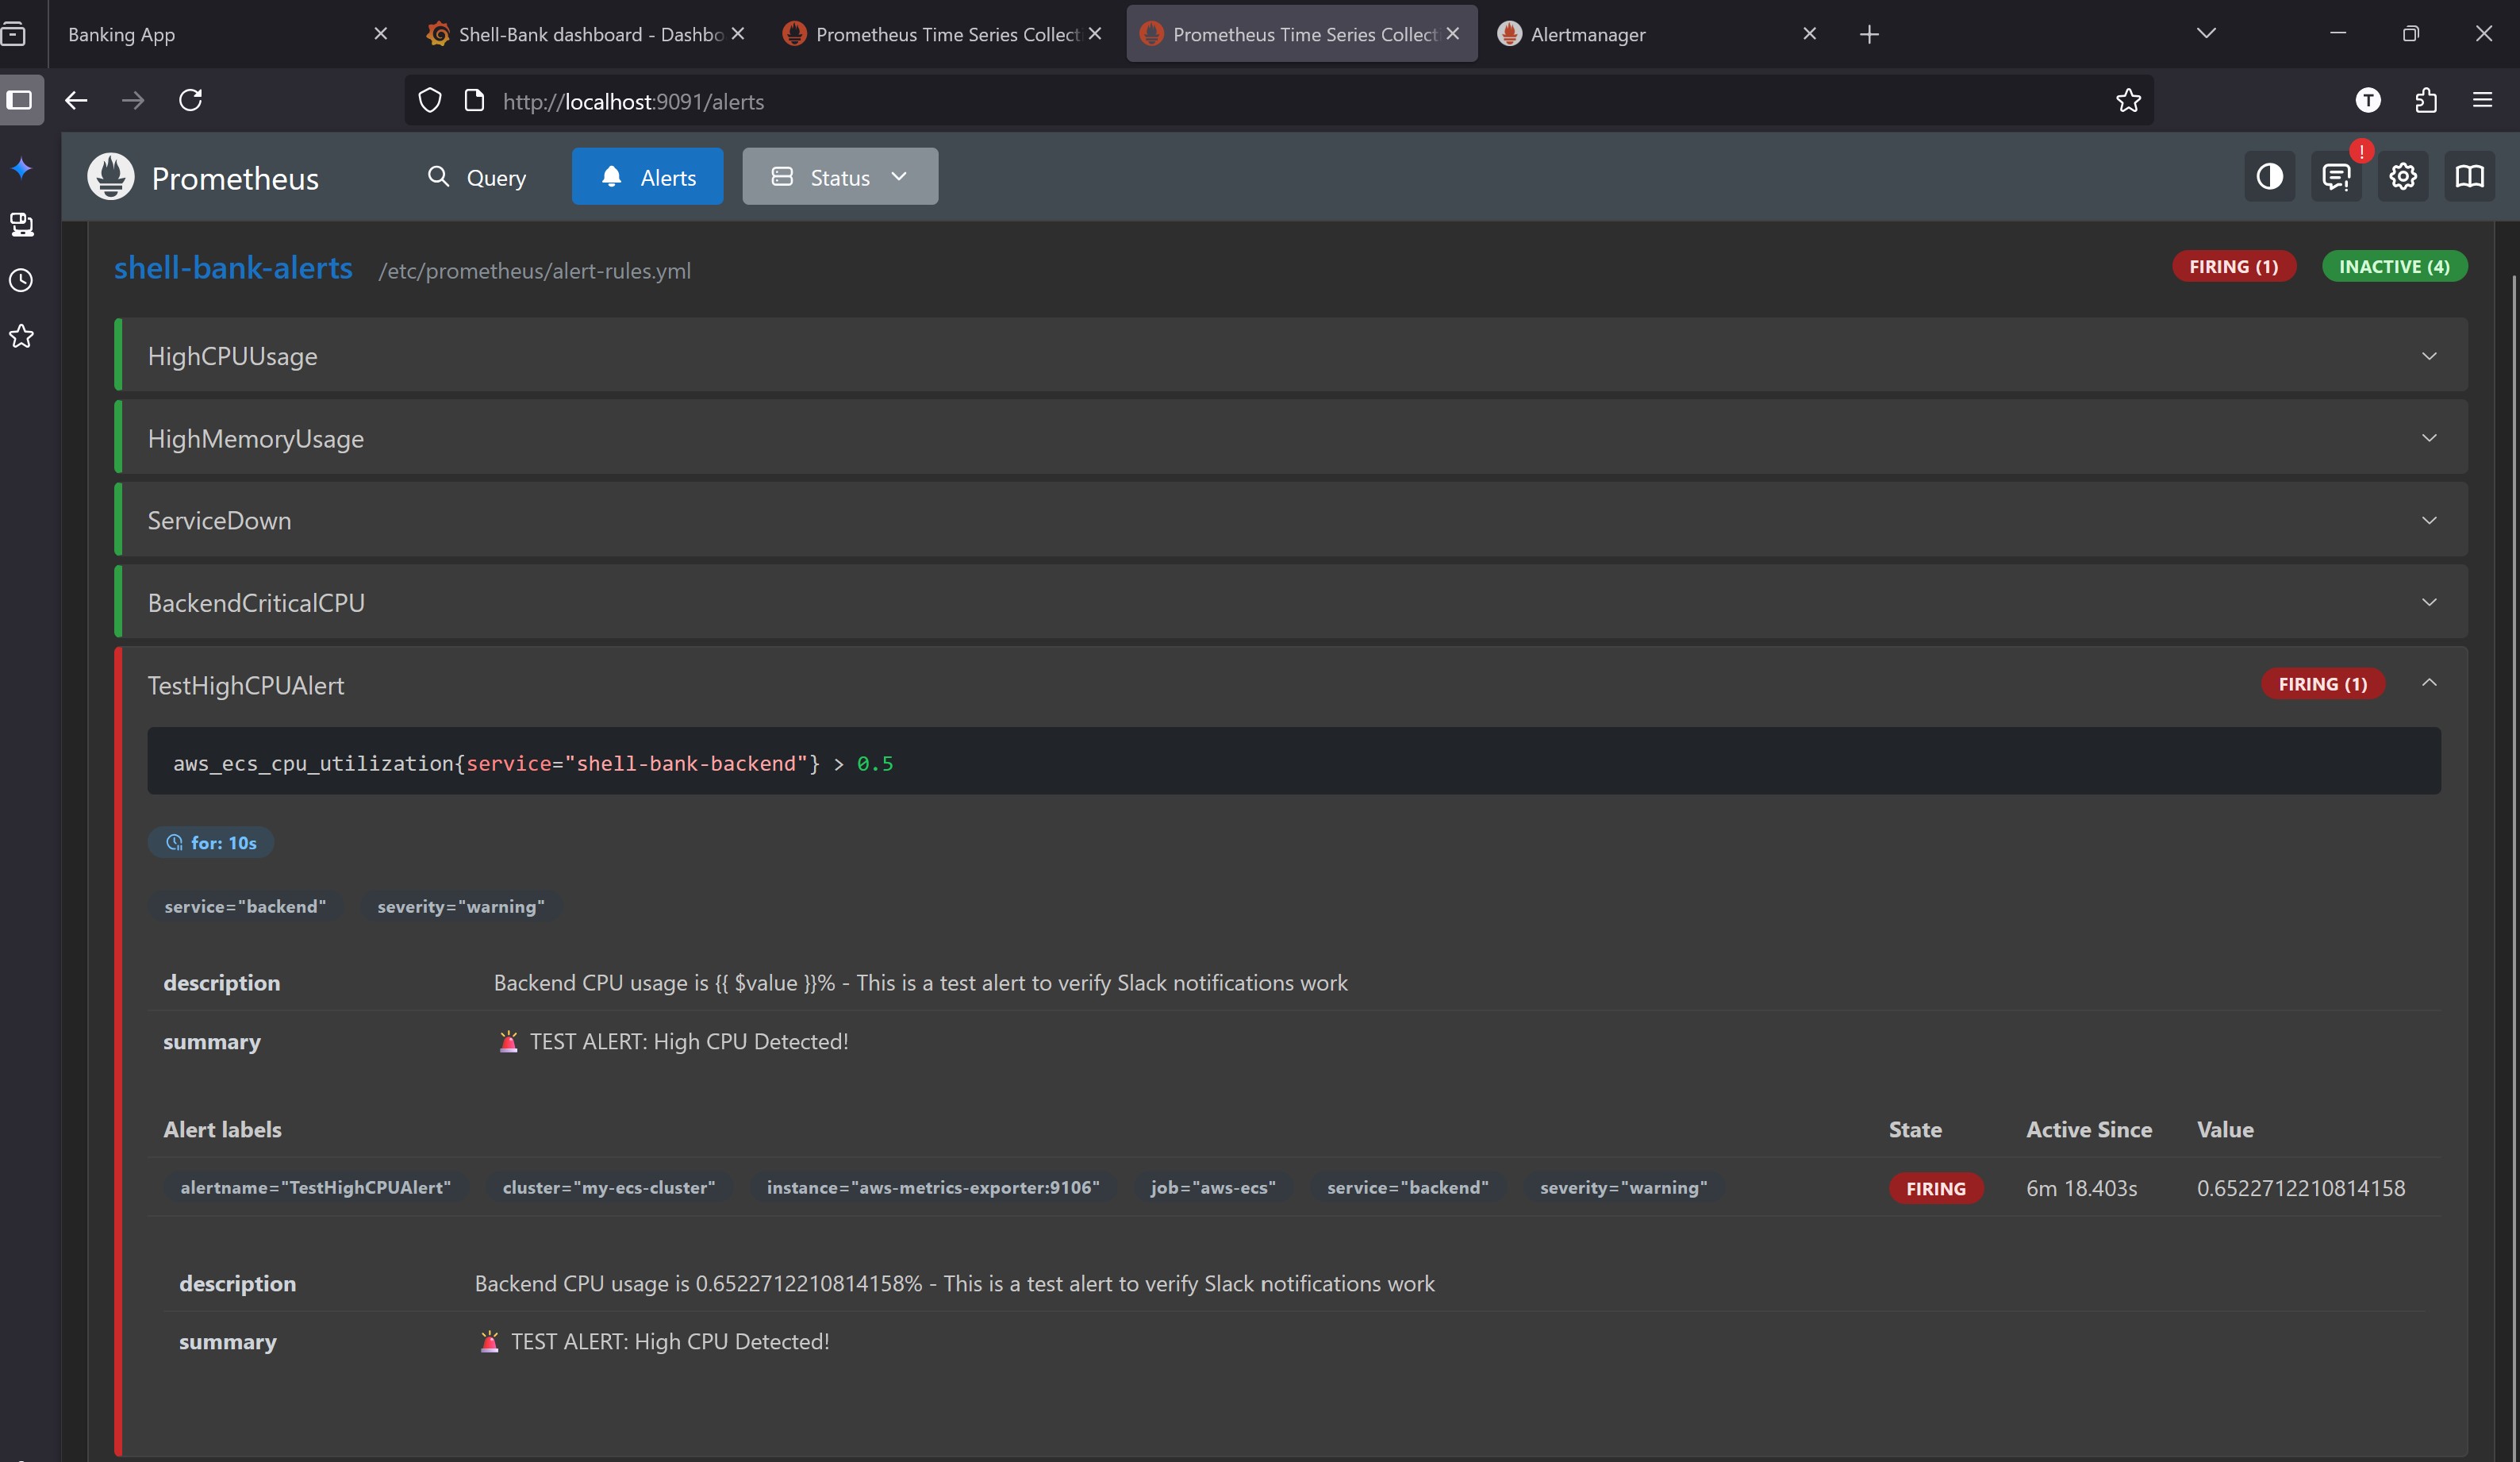 Banking App
Shell-Bank dashboard - Dashbo
Prometheus Time Series Collect
Prometheus Time Series Collect
Alertmanager
http://localhost:9091/alerts
T
Prometheus
Query
Alerts
Status
!
shell-bank-alerts /etc/prometheus/alert-rules.yml FIRING (1) INACTIVE (4)
HighCPUUsage
HighMemoryUsage
ServiceDown
BackendCriticalCPU
TestHighCPUAlert FIRING (1)
aws_ecs_cpu_utilization{service="shell-bank-backend"} > 0.5
for: 10s
service="backend" severity="warning"
description Backend CPU usage is {{ $value }}% - This is a test alert to verify Slack notifications work
summary 🚨 TEST ALERT: High CPU Detected!
Alert labels State Active Since Value
alertname="TestHighCPUAlert" cluster="my-ecs-cluster" instance="aws-metrics-exporter:9106" job="aws-ecs" service="backend" severity="warning" FIRING 6m 18.403s 0.6522712210814158
description Backend CPU usage is 0.6522712210814158% - This is a test alert to verify Slack notifications work
summary 🚨 TEST ALERT: High CPU Detected!